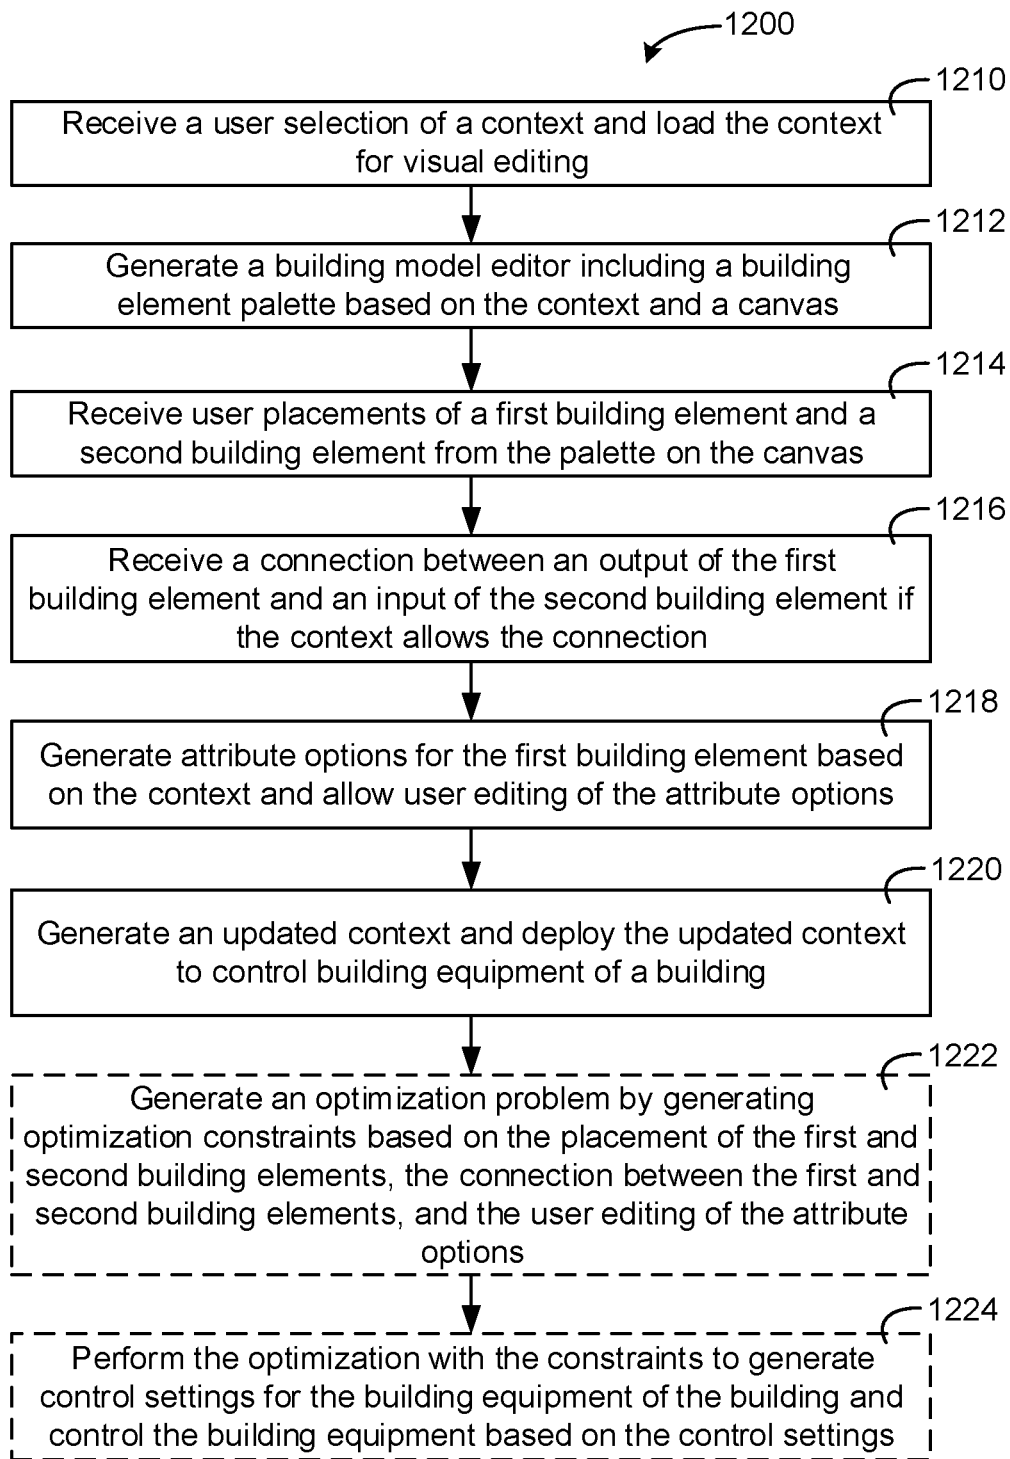 1200
1210
Receive a user selection of a context and load the context
for visual editing
1212
Generate a building model editor including a building
element palette based on the context and a canvas
1214
Receive user placements of a first building element and a
second building element from the palette on the canvas
1216
Receive a connection between an output of the first
building element and an input of the second building element if
the context allows the connection
1218
Generate attribute options for the first building element based
on the context and allow user editing of the attribute options
1220
Generate an updated context and deploy the updated context
to control building equipment of a building
1222
Generate an optimization problem by generating
optimization constraints based on the placement of the first and
second building elements, the connection between the first and
second building elements, and the user editing of the attribute
options
1224
Perform the optimization with the constraints to generate
control settings for the building equipment of the building and
control the building equipment based on the control settings